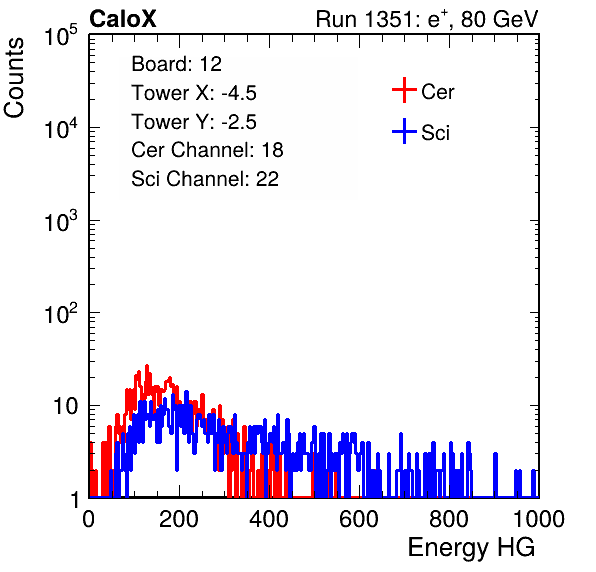 CaloX Run 1351: e⁺, 80 GeV
Counts
10⁵
10⁴
10³
10²
10
1
Board: 12
Tower X: -4.5
Tower Y: -2.5
Cer Channel: 18
Sci Channel: 22
Cer
Sci
0 200 400 600 800 1000
Energy HG